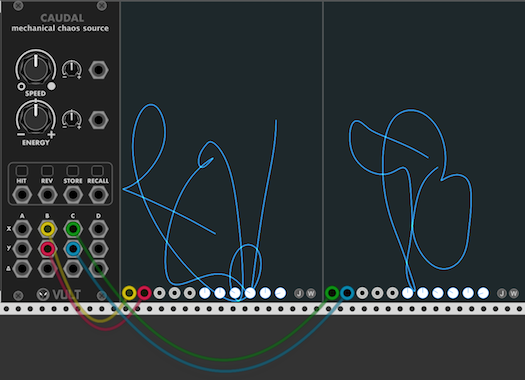 CAUDAL
mechanical chaos source
SPEED
ENERGY
HIT REV STORE RECALL
A B C D
X
Y
Δ
VULT
J W J W